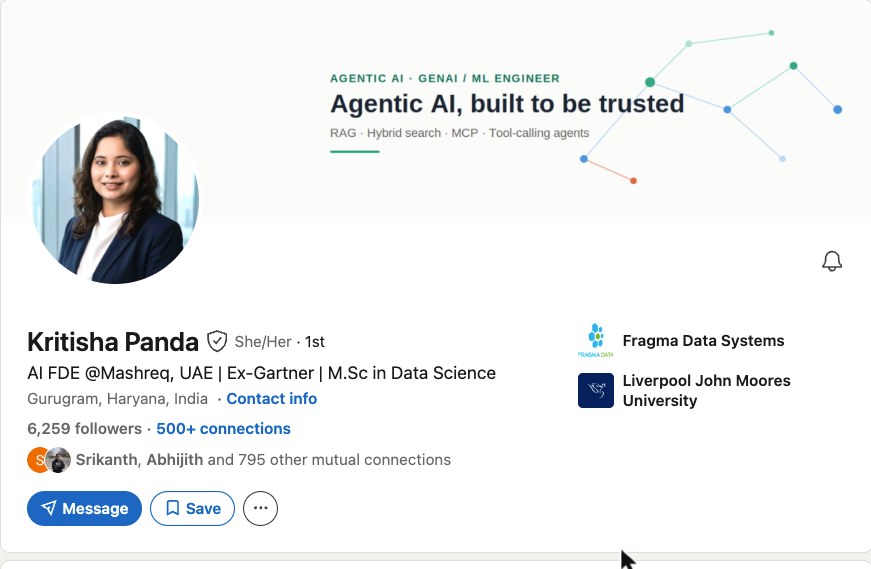 AGENTIC AI · GENAI / ML ENGINEER
Agentic AI, built to be trusted
RAG · Hybrid search · MCP · Tool-calling agents
Kritisha Panda She/Her · 1st
AI FDE @Mashreq, UAE | Ex-Gartner | M.Sc in Data Science
Gurugram, Haryana, India · Contact info
6,259 followers · 500+ connections
S
Srikanth, Abhijith and 795 other mutual connections
Message
Save
FRAGMA DATA
Fragma Data Systems
Liverpool John Moores
University